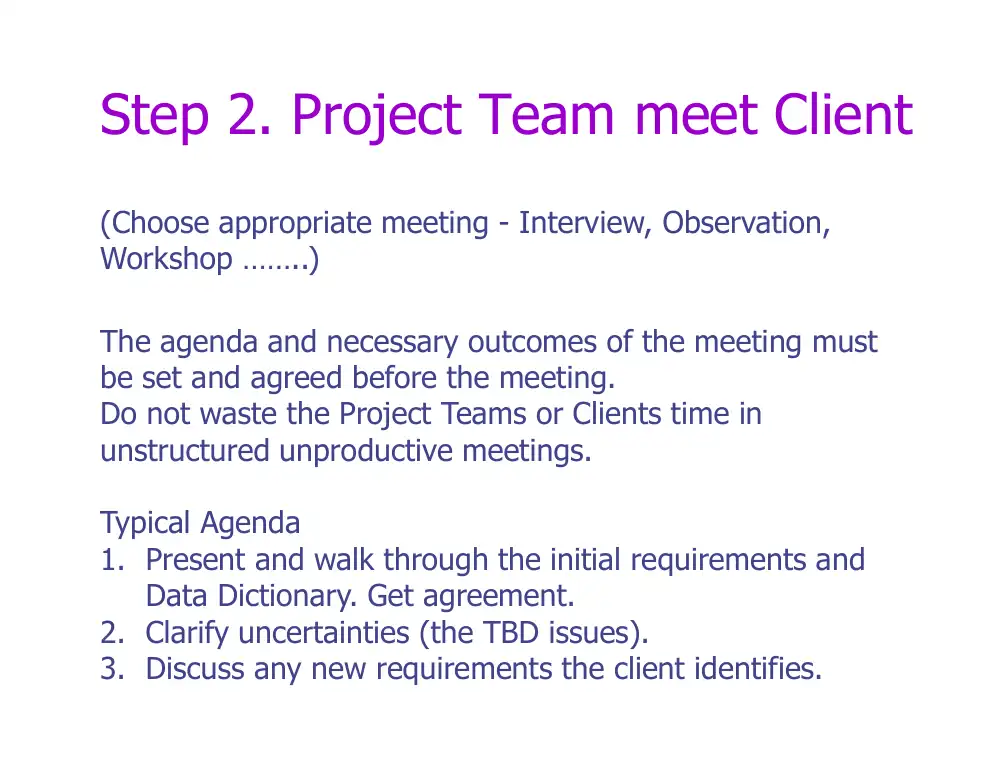 Step 2. Project Team meet Client
(Choose appropriate meeting - Interview, Observation,
Workshop ……..)
The agenda and necessary outcomes of the meeting must
be set and agreed before the meeting.
Do not waste the Project Teams or Clients time in
unstructured unproductive meetings.
Typical Agenda
1. Present and walk through the initial requirements and
Data Dictionary. Get agreement.
2. Clarify uncertainties (the TBD issues).
3. Discuss any new requirements the client identifies.